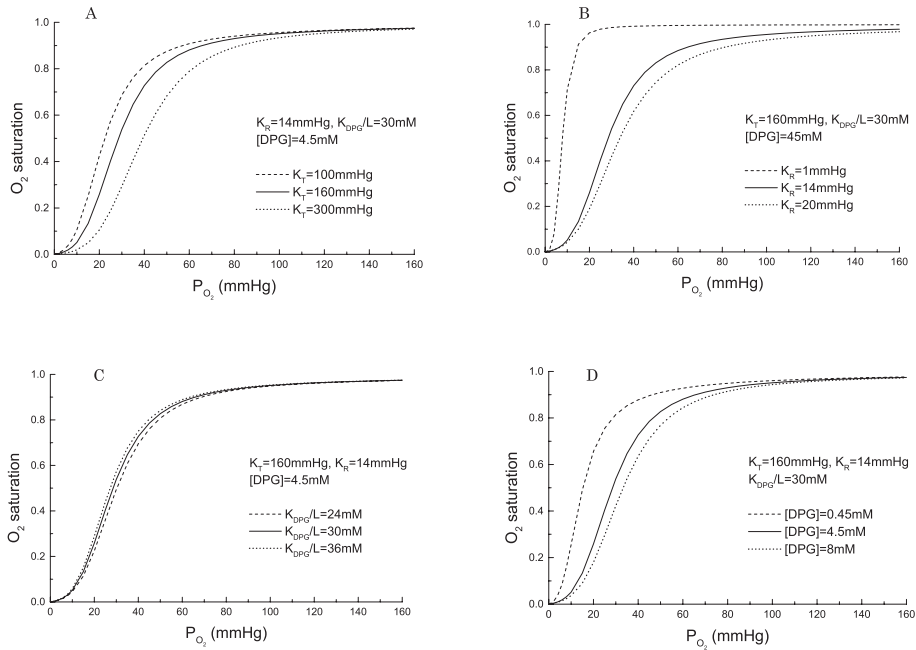 A
O₂ saturation
1.0
0.8
0.6
0.4
0.2
0.0
K_R=14mmHg, K_DPG/L=30mM
[DPG]=4.5mM
K_T=100mmHg
K_T=160mmHg
K_T=300mmHg
0 20 40 60 80 100 120 140 160
P_O₂ (mmHg)
B
O₂ saturation
1.0
0.8
0.6
0.4
0.2
0.0
K_T=160mmHg, K_DPG/L=30mM
[DPG]=45mM
K_R=1mmHg
K_R=14mmHg
K_R=20mmHg
0 20 40 60 80 100 120 140 160
P_O₂ (mmHg)
C
O₂ saturation
1.0
0.8
0.6
0.4
0.2
0.0
K_T=160mmHg, K_R=14mmHg
[DPG]=4.5mM
K_DPG/L=24mM
K_DPG/L=30mM
K_DPG/L=36mM
0 20 40 60 80 100 120 140 160
P_O₂ (mmHg)
D
O₂ saturation
1.0
0.8
0.6
0.4
0.2
0.0
K_T=160mmHg, K_R=14mmHg
K_DPG/L=30mM
[DPG]=0.45mM
[DPG]=4.5mM
[DPG]=8mM
0 20 40 60 80 100 120 140 160
P_O₂ (mmHg)